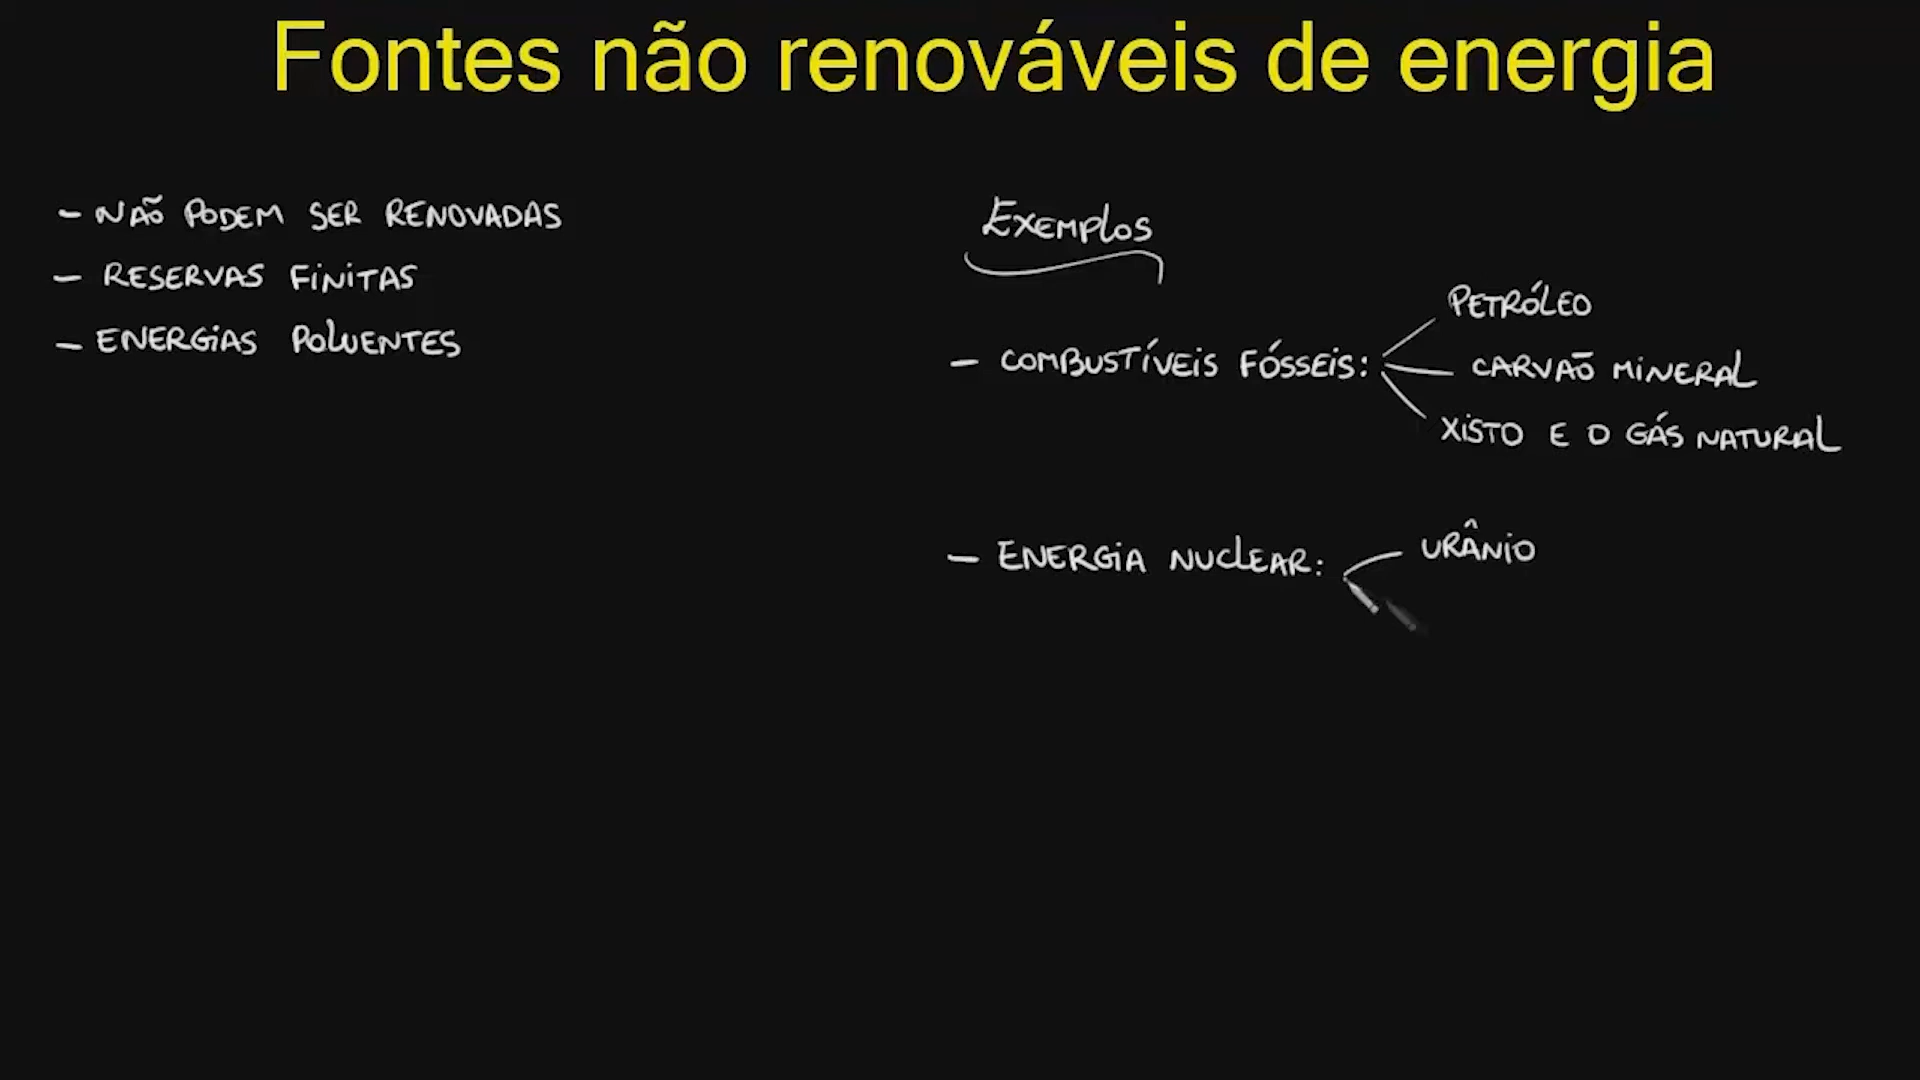 Fontes não renováveis de energia
- NÃO PODEM SER RENOVADAS
- RESERVAS FINITAS
- ENERGIAS POLUENTES
EXEMPLOS
- COMBUSTÍVEIS FÓSSEIS:
PETRÓLEO
CARVÃO MINERAL
XISTO E O GÁS NATURAL
- ENERGIA NUCLEAR:
URÂNIO